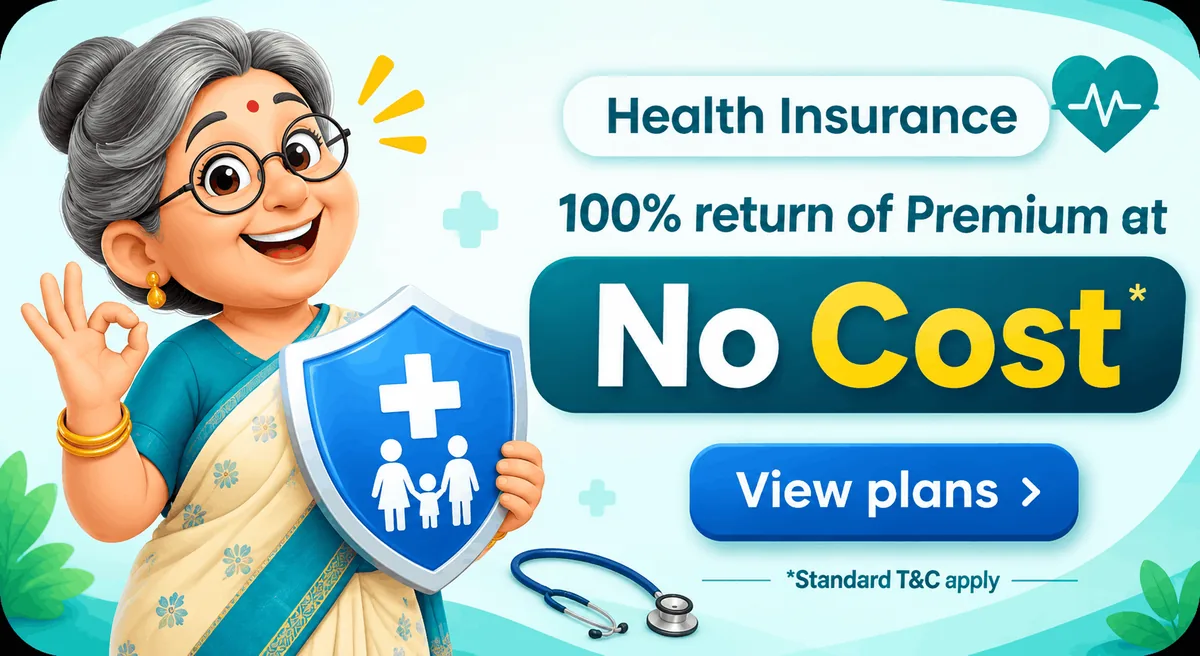 Health Insurance
100% return of Premium at
No Cost*
View plans >
*Standard T&C apply